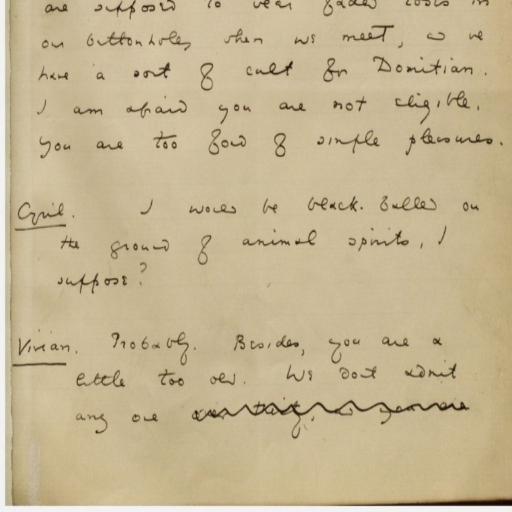 are supposed to wear faded roses in
our buttonholes when we meet, as we
have a sort of cult for Domitian.
I am afraid you are not eligible.
You are too fond of simple pleasures.
Cyril. I would be black-balled on
the ground of animal spirits, I
suppose?
Vivian. Probably. Besides, you are a
little too old. We dont admit
any one